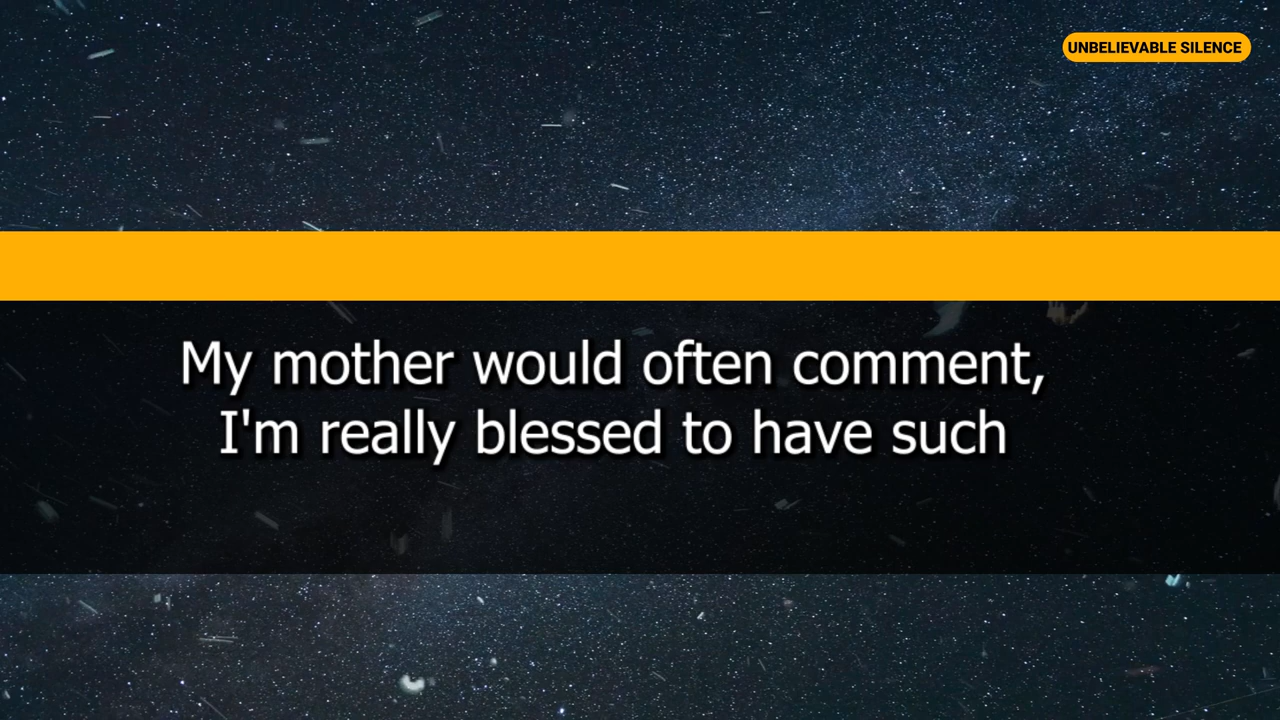 UNBELIEVABLE SILENCE
My mother would often comment,
I'm really blessed to have such